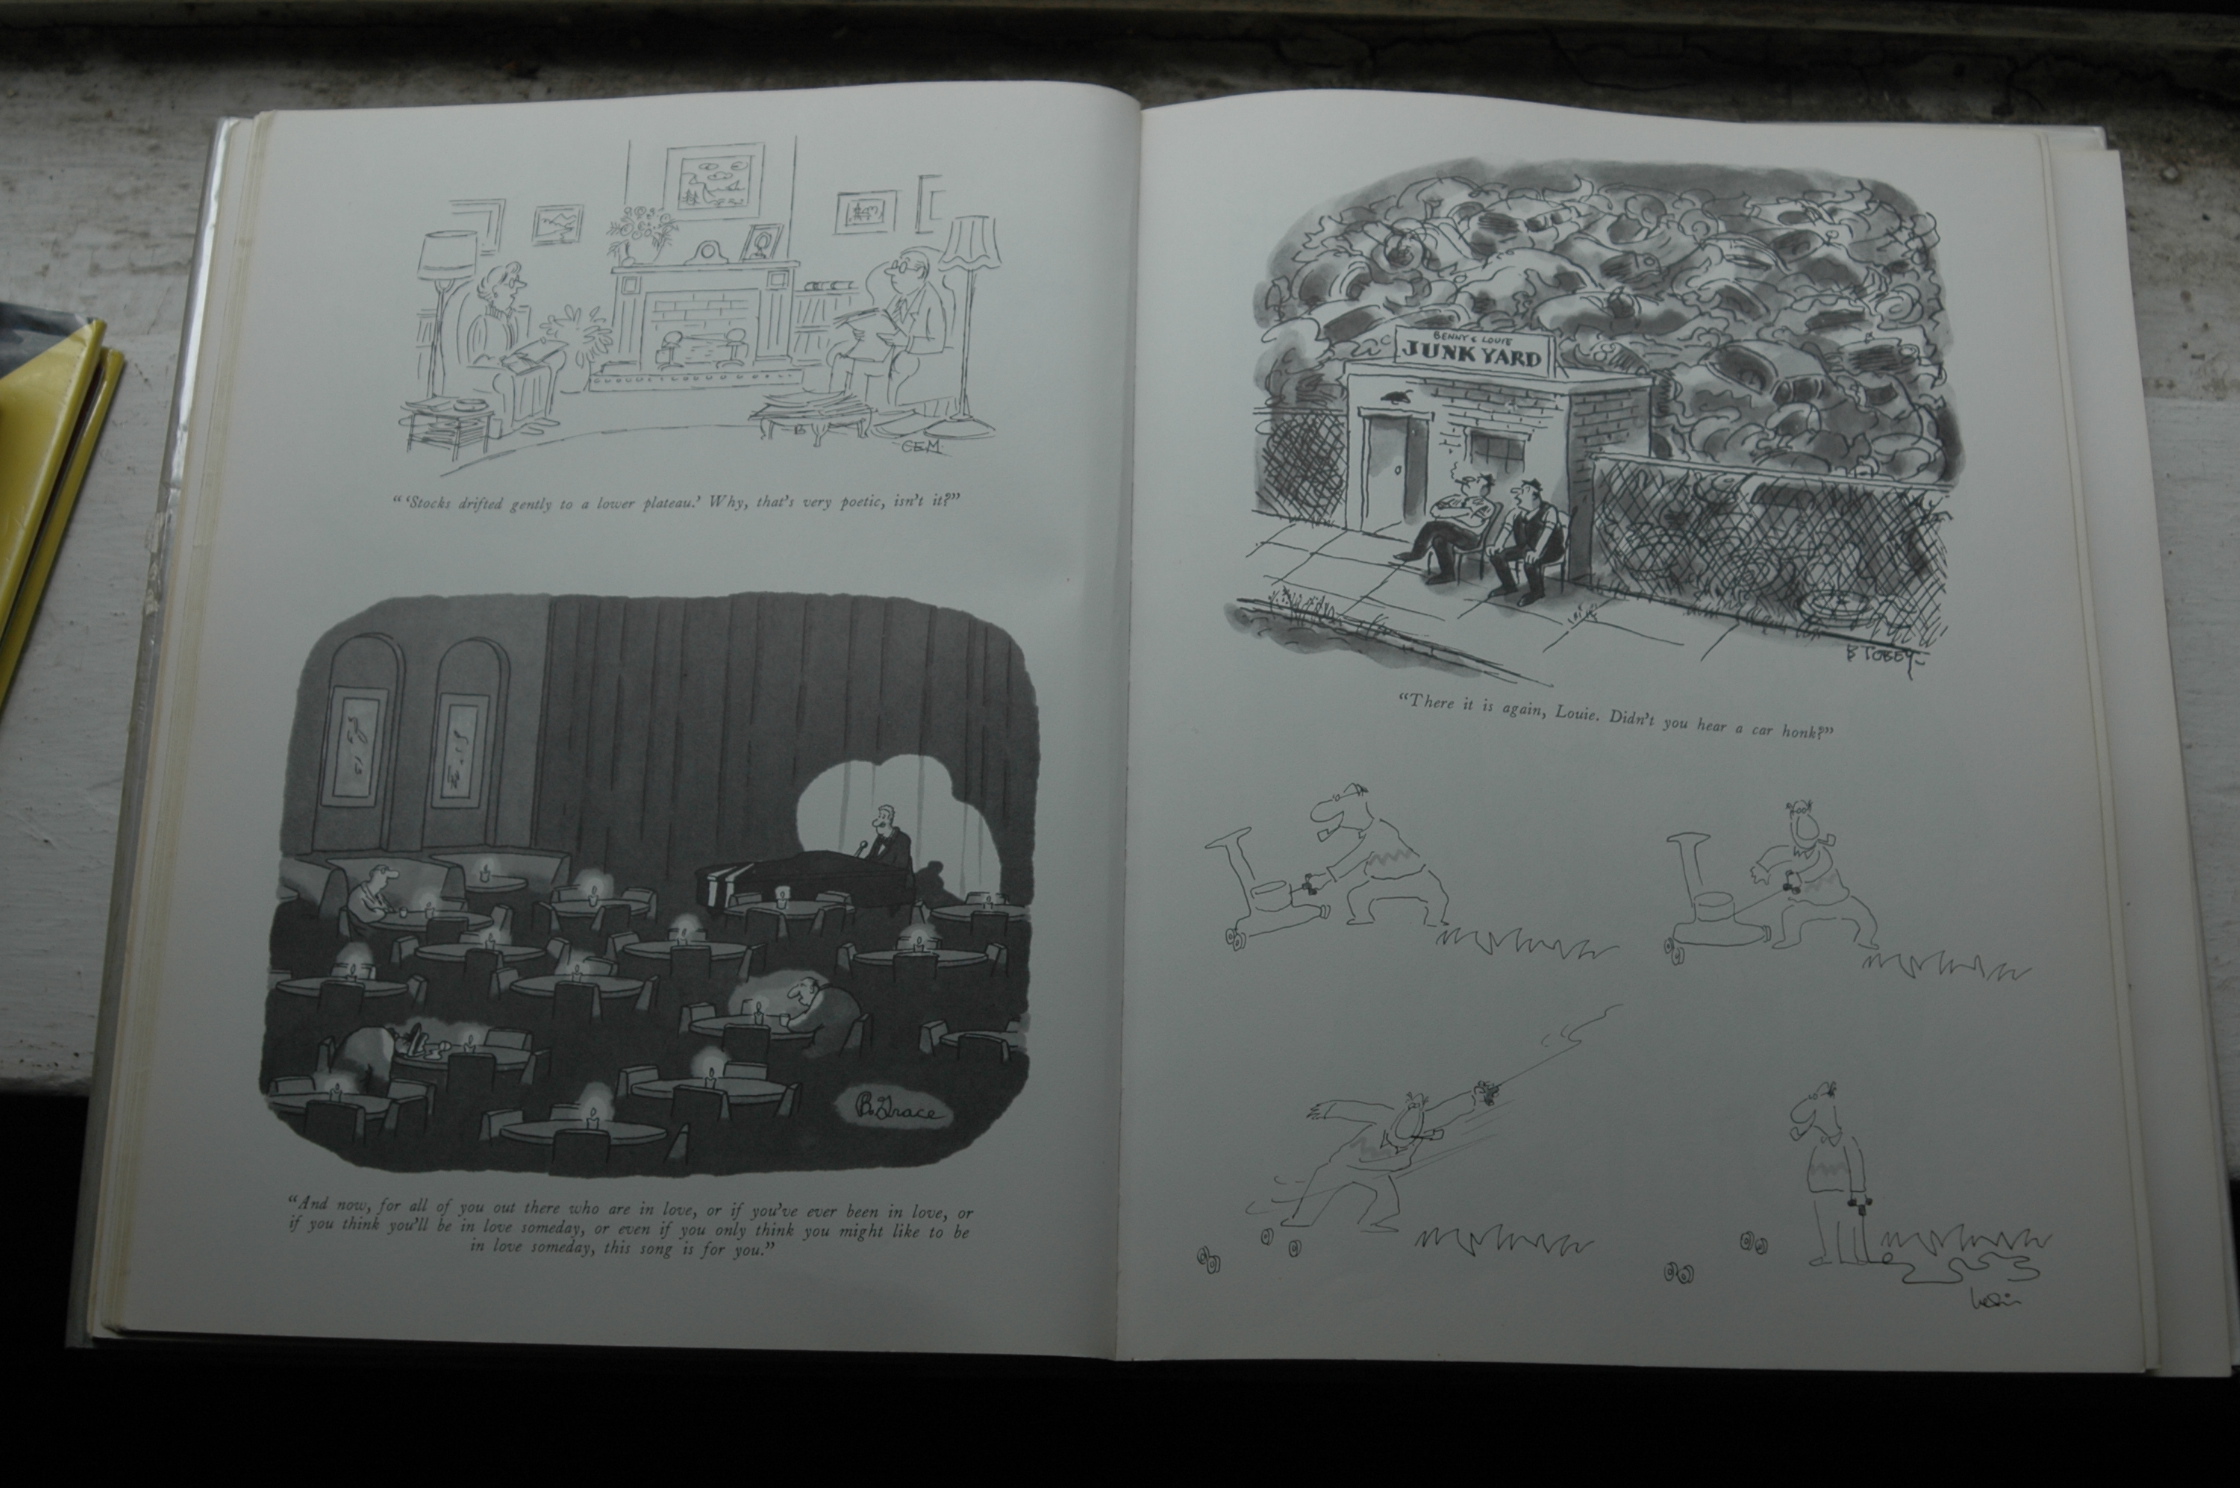 GEM
“‘Stocks drifted gently to a lower plateau.’ Why, that’s very poetic, isn’t it?”
B. Grace
“And now, for all of you out there who are in love, or if you’ve ever been in love, or
if you think you’ll be in love someday, or even if you only think you might like to be
in love someday, this song is for you.”
BENNY & LOUIE
JUNK YARD
B TOBEY
“There it is again, Louie. Didn’t you hear a car honk?”